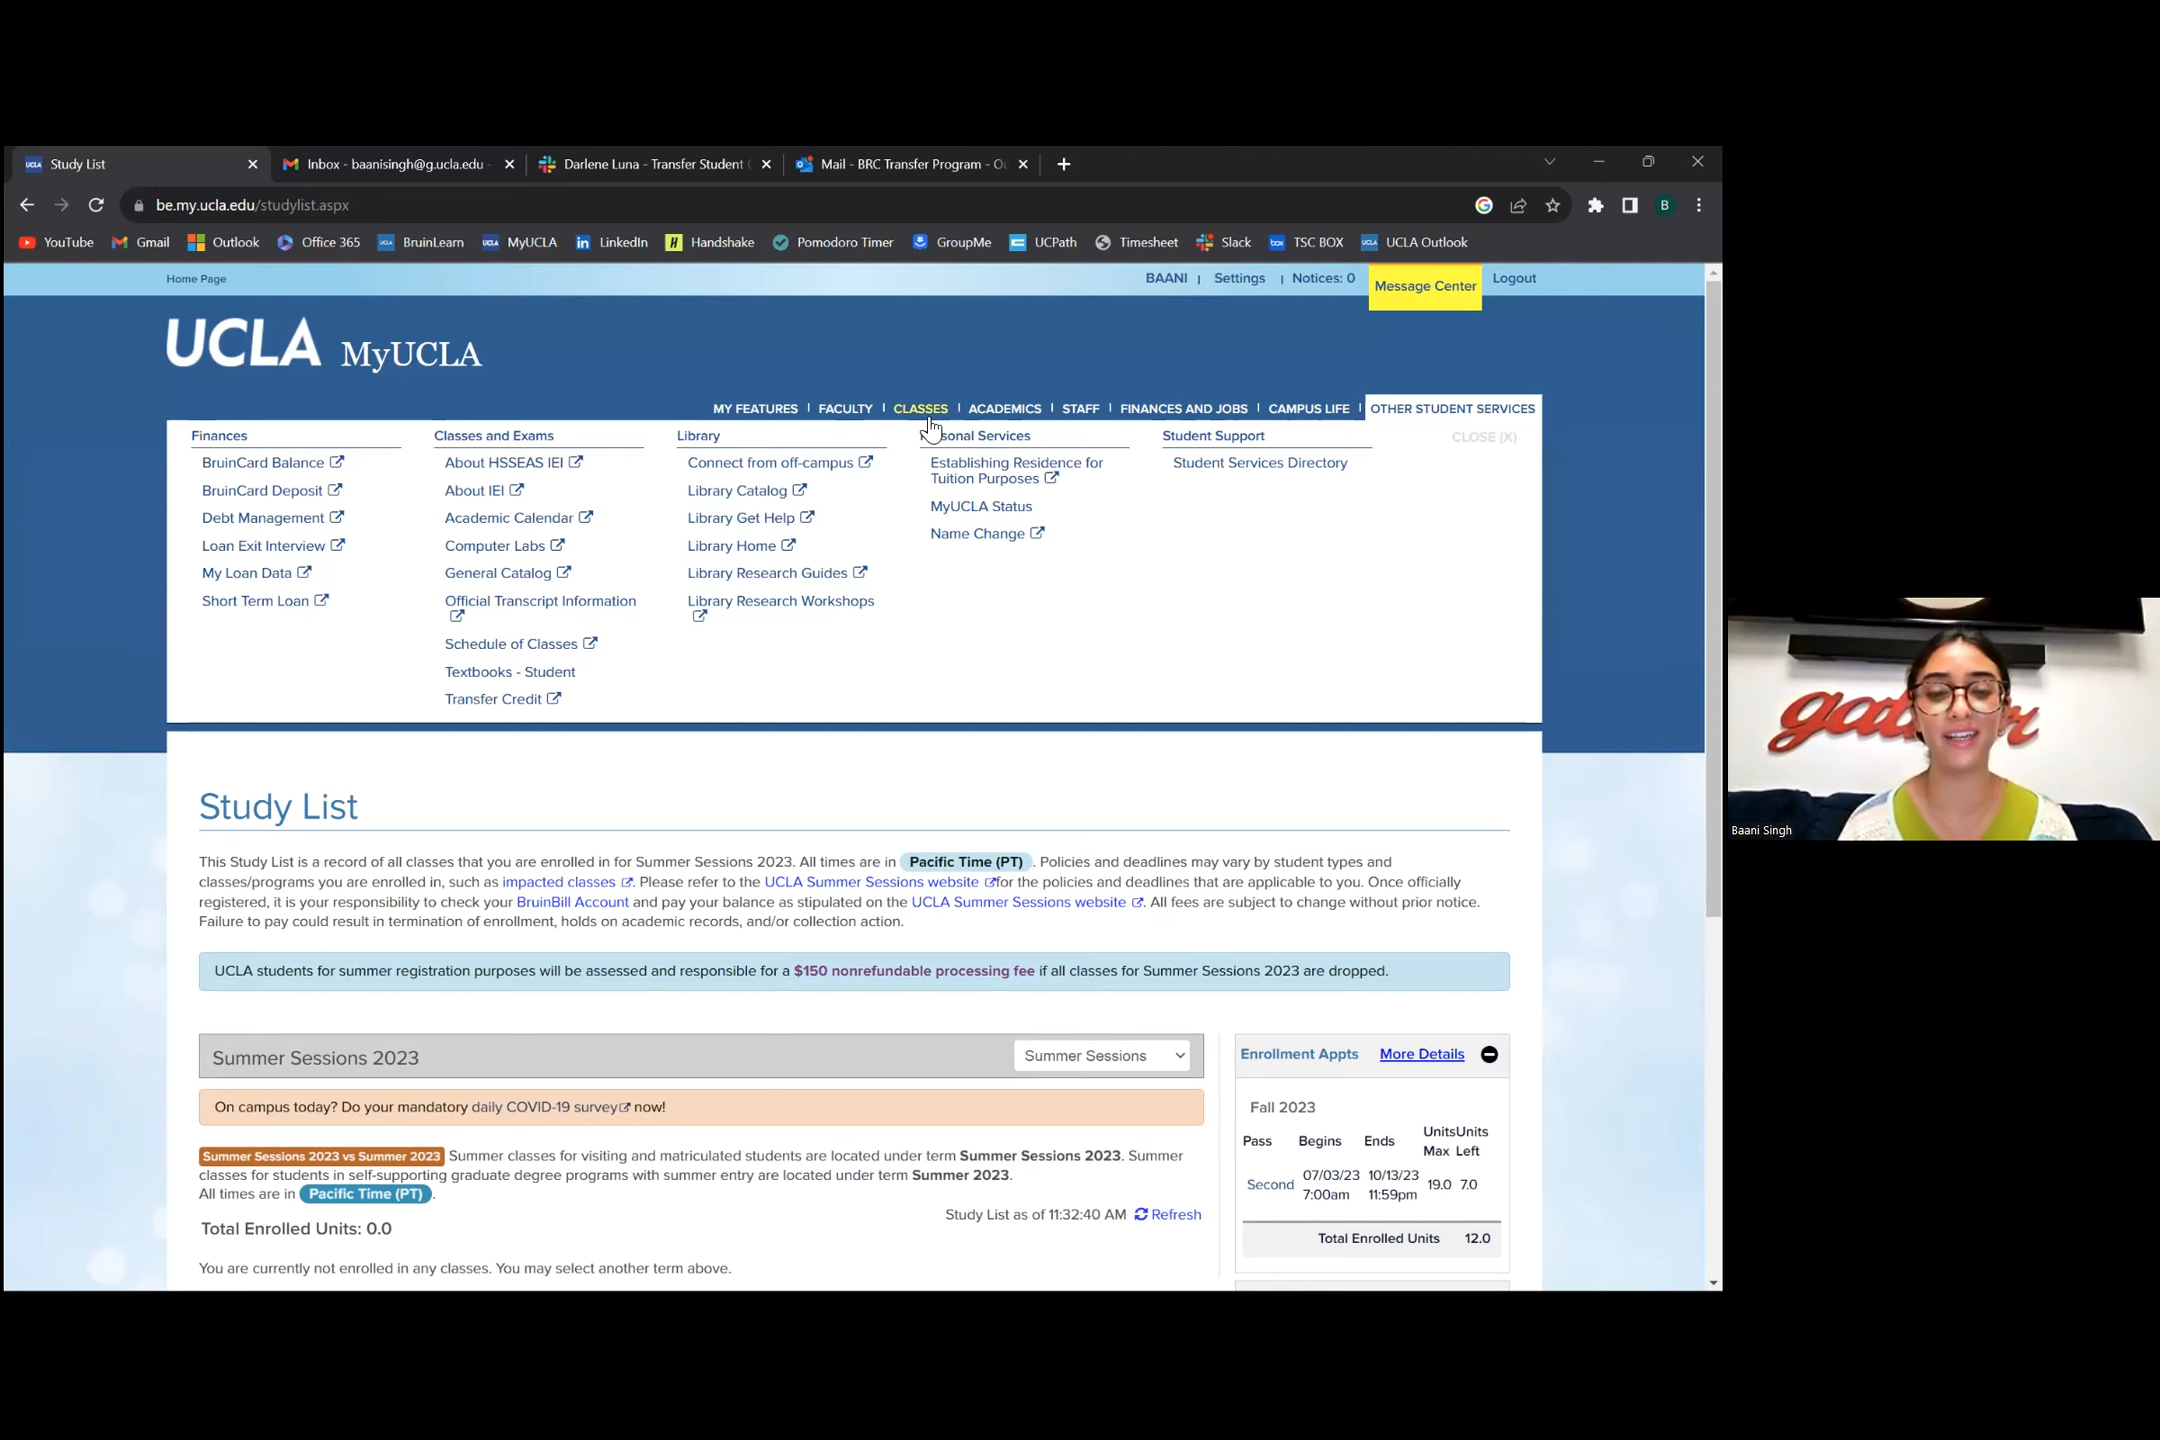 Study List
Inbox - baanisingh@g.ucla.edu -
Darlene Luna - Transfer Student
Mail - BRC Transfer Program - Ou
be.my.ucla.edu/studylist.aspx
B
YouTube
Gmail
Outlook
Office 365
BruinLearn
MyUCLA
LinkedIn
Handshake
Pomodoro Timer
GroupMe
UCPath
Timesheet
Slack
TSC BOX
UCLA Outlook
Home Page
BAANI | Settings | Notices: 0
Message Center
Logout
UCLA MyUCLA
MY FEATURES | FACULTY | CLASSES | ACADEMICS | STAFF | FINANCES AND JOBS | CAMPUS LIFE | OTHER STUDENT SERVICES
CLOSE (X)
Finances
BruinCard Balance
BruinCard Deposit
Debt Management
Loan Exit Interview
My Loan Data
Short Term Loan
Classes and Exams
About HSSEAS IEI
About IEI
Academic Calendar
Computer Labs
General Catalog
Official Transcript Information
Schedule of Classes
Textbooks - Student
Transfer Credit
Library
Connect from off-campus
Library Catalog
Library Get Help
Library Home
Library Research Guides
Library Research Workshops
sonal Services
Establishing Residence for
Tuition Purposes
MyUCLA Status
Name Change
Student Support
Student Services Directory
Study List
This Study List is a record of all classes that you are enrolled in for Summer Sessions 2023. All times are in Pacific Time (PT) . Policies and deadlines may vary by student types and
classes/programs you are enrolled in, such as impacted classes . Please refer to the UCLA Summer Sessions website for the policies and deadlines that are applicable to you. Once officially
registered, it is your responsibility to check your BruinBill Account and pay your balance as stipulated on the UCLA Summer Sessions website . All fees are subject to change without prior notice.
Failure to pay could result in termination of enrollment, holds on academic records, and/or collection action.
UCLA students for summer registration purposes will be assessed and responsible for a $150 nonrefundable processing fee if all classes for Summer Sessions 2023 are dropped.
Summer Sessions 2023
Summer Sessions
On campus today? Do your mandatory daily COVID-19 survey now!
Summer Sessions 2023 vs Summer 2023 Summer classes for visiting and matriculated students are located under term Summer Sessions 2023. Summer
classes for students in self-supporting graduate degree programs with summer entry are located under term Summer 2023.
All times are in Pacific Time (PT) .
Study List as of 11:32:40 AM Refresh
Total Enrolled Units: 0.0
You are currently not enrolled in any classes. You may select another term above.
Enrollment Appts More Details
Fall 2023
Pass Begins Ends Units Max Units Left
Second 07/03/23 7:00am 10/13/23 11:59pm 19.0 7.0
Total Enrolled Units 12.0
Baani Singh